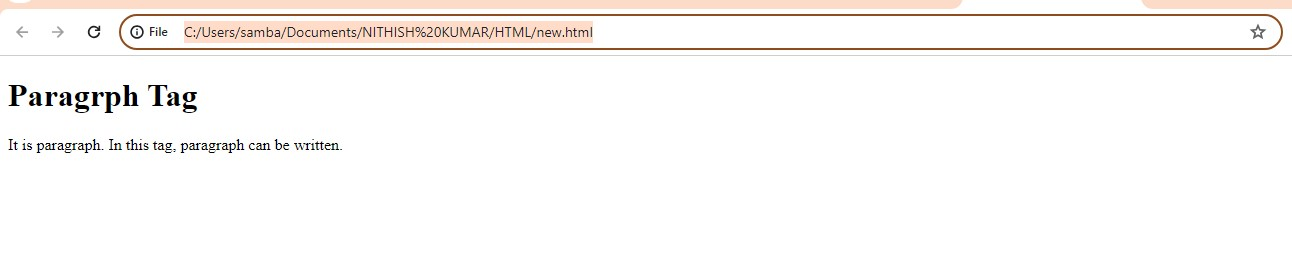 File C:/Users/samba/Documents/NITHISH%20KUMAR/HTML/new.html
Paragrph Tag
It is paragraph. In this tag, paragraph can be written.